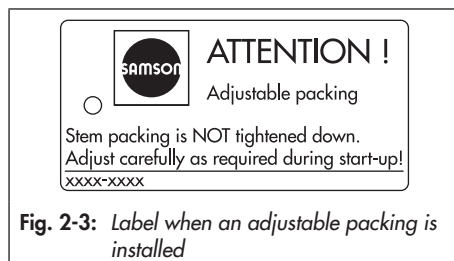 SAMSON
ATTENTION !
Adjustable packing
Stem packing is NOT tightened down.
Adjust carefully as required during start-up!
xxxx-xxxx
Fig. 2-3: Label when an adjustable packing is
installed